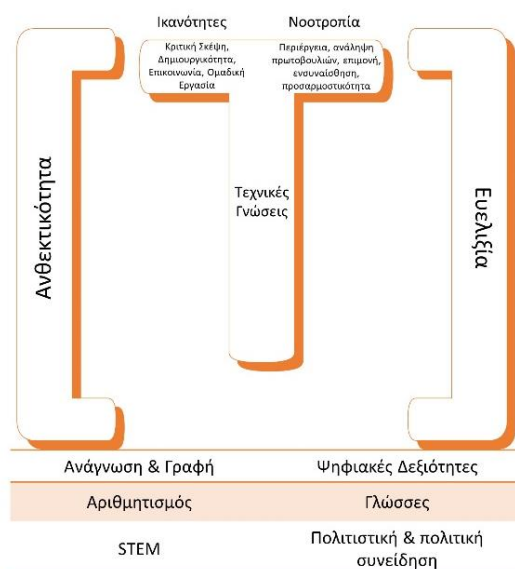 Ικανότητες
Νοοτροπία
Κριτική Σκέψη,
Δημιουργικότητα,
Επικοινωνία, Ομαδική
Εργασία
Περιέργεια, ανάληψη
πρωτοβουλιών, επιμονή,
ενσυναίσθηση,
προσαρμοστικότητα
Ανθεκτικότητα
Τεχνικές
Γνώσεις
Ευελιξία
Ανάγνωση & Γραφή
Ψηφιακές Δεξιότητες
Αριθμητισμός
Γλώσσες
STEM
Πολιτιστική & πολιτική
συνείδηση